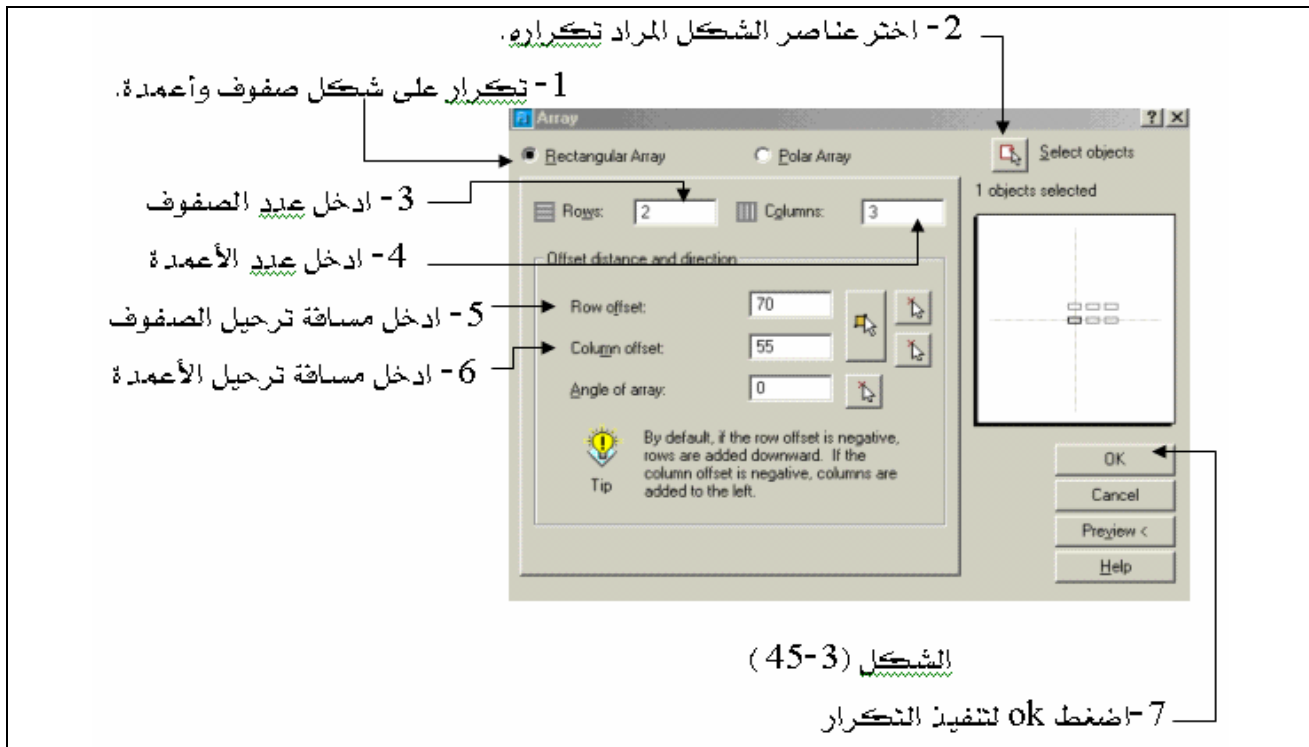 2- اختر عناصر الشكل المراد تكراره.
1- تكرار على شكل صفوف وأعمدة.
Array
Rectangular Array
Polar Array
Select objects
1 objects selected
3- ادخل عدد الصفوف
Rows: 2
Columns: 3
4- ادخل عدد الأعمدة
Offset distance and direction
5- ادخل مسافة ترحيل الصفوف
Row offset: 70
6- ادخل مسافة ترحيل الأعمدة
Column offset: 55
Angle of array: 0
Tip
By default, if the row offset is negative,
rows are added downward. If the
column offset is negative, columns are
added to the left.
OK
Cancel
Preview <
Help
الشكل (3-45)
7-اضغط ok لتنفيذ التكرار